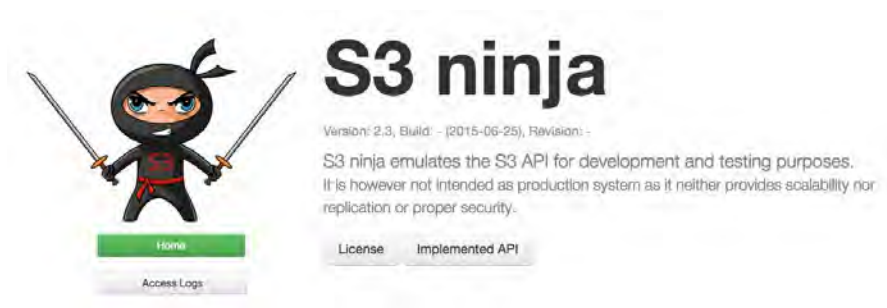 S3 ninja
Version: 2.3, Build: - (2015-06-25), Revision: -
S3 ninja emulates the S3 API for development and testing purposes.
It is however not intended as production system as it neither provides scalability nor
replication or proper security.
License
Implemented API
S3
Home
Access Logs